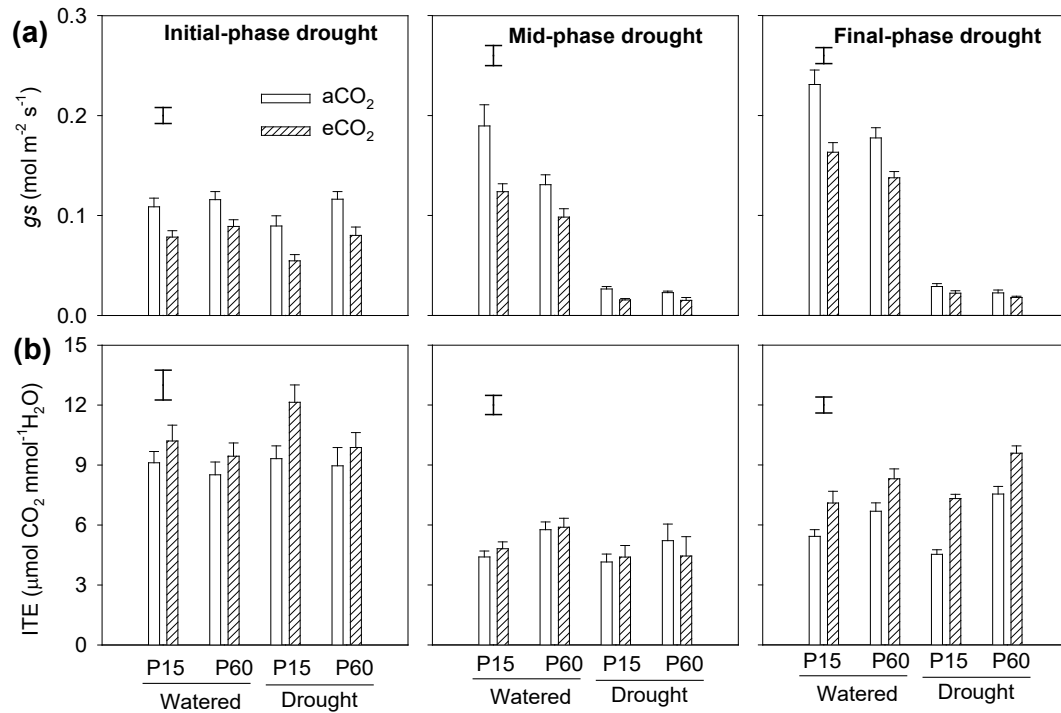 (a)
Initial-phase drought
Mid-phase drought
Final-phase drought
aCO₂
eCO₂
gs (mol m⁻² s⁻¹)
0.3
0.2
0.1
0.0
(b)
ITE (μmol CO₂ mmol⁻¹H₂O)
15
12
9
6
3
0
P15 P60 P15 P60 P15 P60 P15 P60 P15 P60 P15 P60
Watered Drought Watered Drought Watered Drought